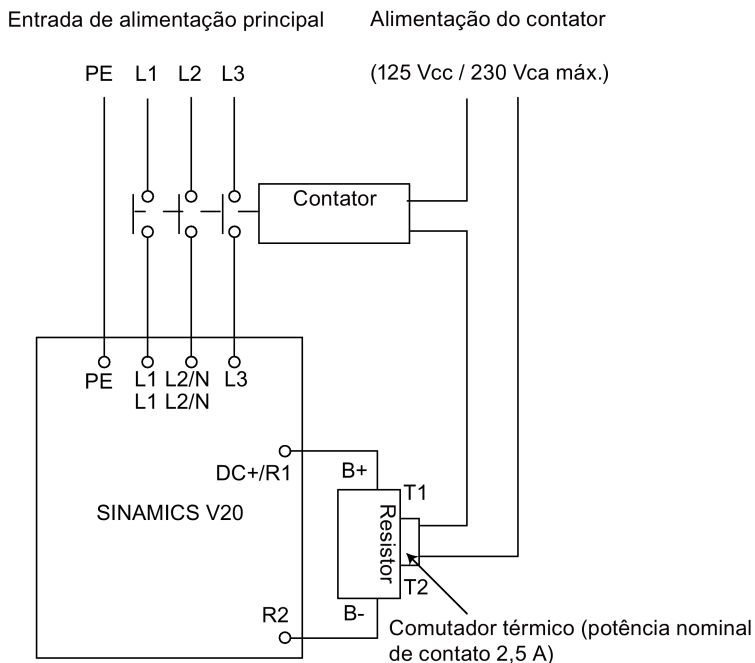 Entrada de alimentação principal
Alimentação do contator
(125 Vcc / 230 Vca máx.)
PE L1 L2 L3
Contator
PE L1 L2/N L3
L1 L2/N
DC+/R1
B+
T1
SINAMICS V20
Resistor
T2
R2
B-
Comutador térmico (potência nominal
de contato 2,5 A)